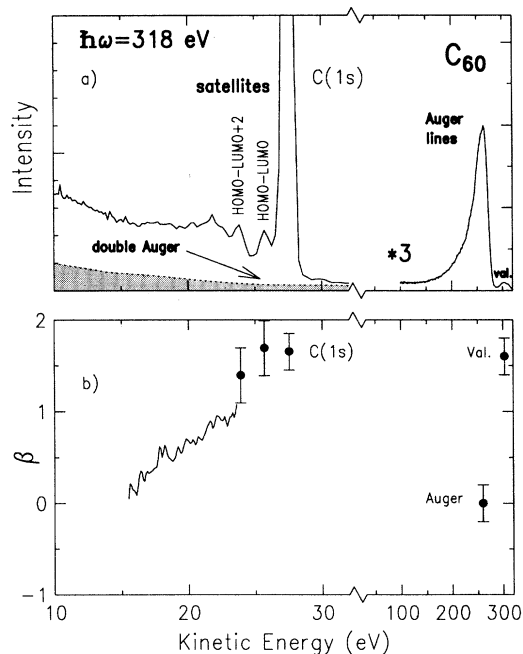 ħω=318 eV
C60
a)
satellites
C(1s)
Auger
lines
HOMO-LUMO+2
HOMO-LUMO
double Auger
*3
val.
Intensity
2
1
0
−1
β
b)
C(1s)
Val.
Auger
10 20 30 100 200 300
Kinetic Energy (eV)